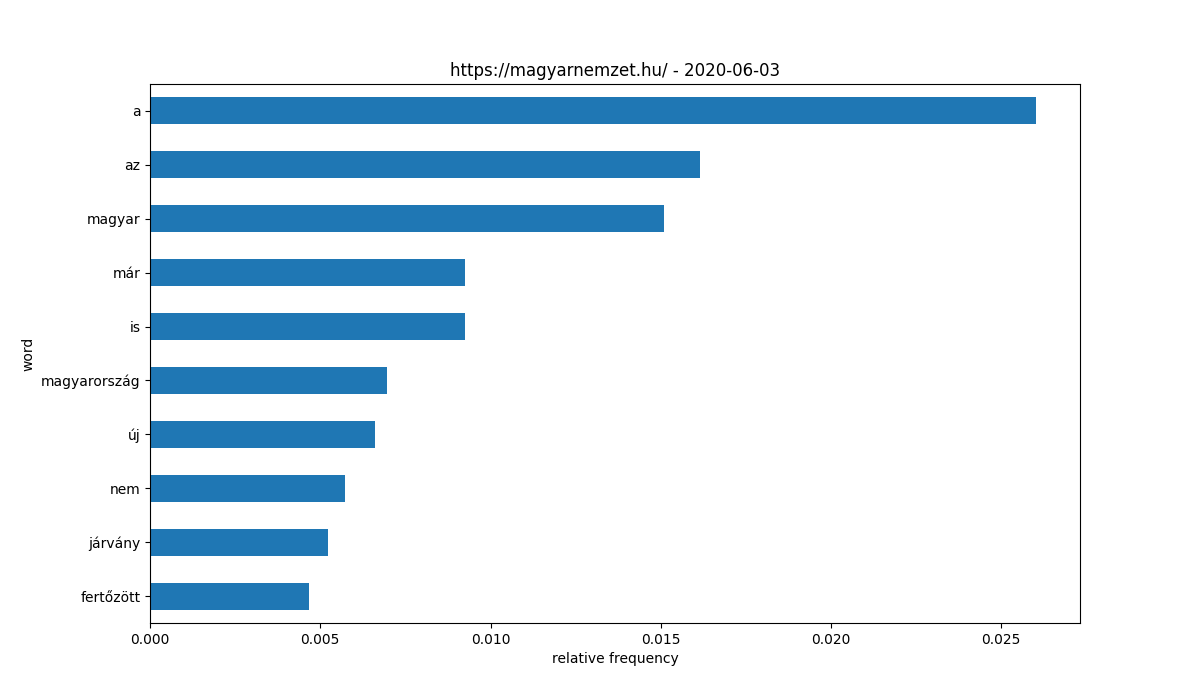 https://magyarnemzet.hu/ - 2020-06-03
a
az
magyar
már
is
magyarország
új
nem
járvány
fertőzött
word
0.000 0.005 0.010 0.015 0.020 0.025
relative frequency